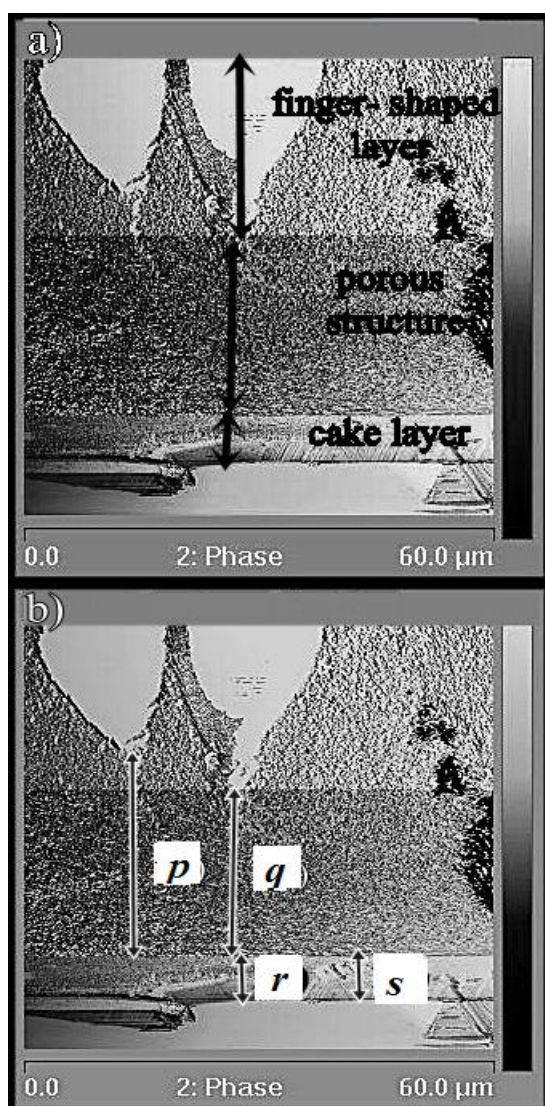 a)
finger- shaped
layer
porous
structure
cake layer
0.0 2: Phase 60.0 µm
b)
p q
r s
0.0 2: Phase 60.0 µm